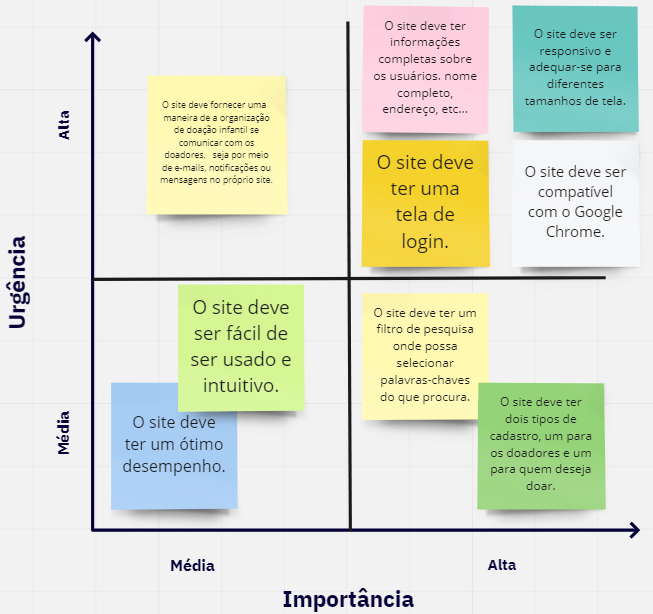 O site deve ter
informações
completas sobre
os usuários. nome
completo,
endereço, etc...
O site deve ser
responsivo e
adequar-se para
diferentes
tamanhos de tela.
O site deve fornecer uma
maneira de a organização
de doação infantil se
comunicar com os
doadores, seja por meio
de e-mails, notificações ou
mensagens no próprio site.
O site deve
ter uma
tela de
login.
O site deve ser
compatível
com o Google
Chrome.
Alta
Urgência
O site deve
ser fácil de
ser usado e
intuitivo.
O site deve ter um
filtro de pesquisa
onde possa
selecionar
palavras-chaves
do que procura.
O site deve
ter um ótimo
desempenho.
O site deve ter
dois tipos de
cadastro, um para
os doadores e um
para quem deseja
doar.
Média
Média
Alta
Importância